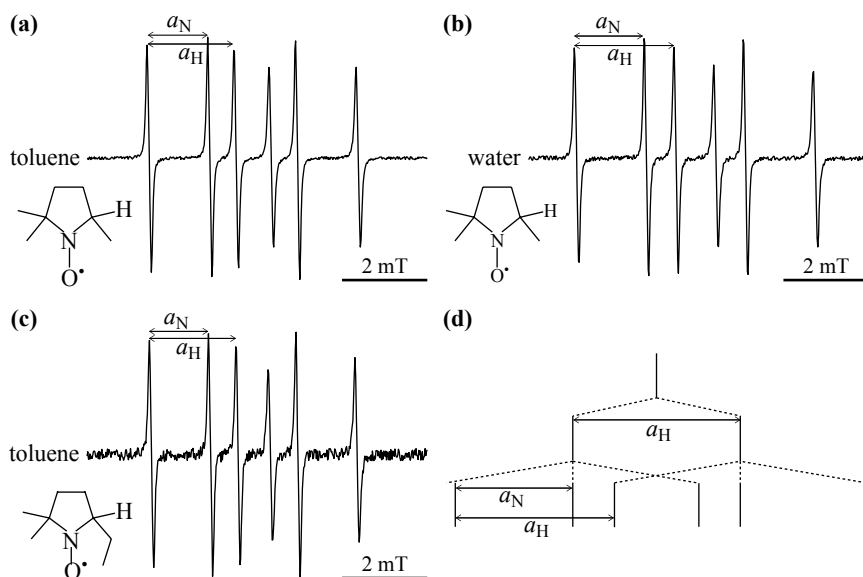 (a)
aN
aH
toluene
H
N
O•
2 mT
(b)
aN
aH
water
H
N
O•
2 mT
(c)
aN
aH
toluene
H
N
O•
2 mT
(d)
aH
aN
aH